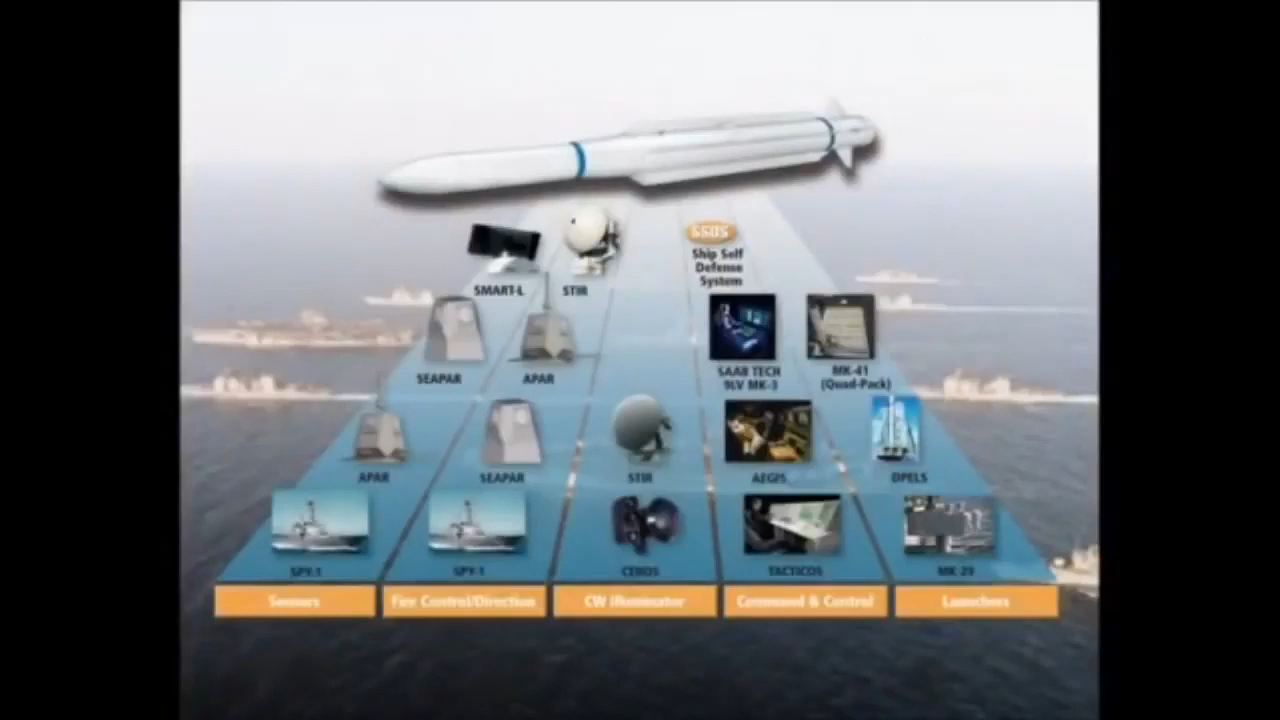 SSDS
Ship Self
Defense
System
SMART-L
STIR
SEAPAR
APAR
SAAB TECH
9LV MK-3
MK-41
(Quad-Pack)
APAR
SEAPAR
STIR
AEGIS
DPELS
SPY-1
SPY-1
CEROS
TACTICOS
MK-29
Sensors
Fire Control/Direction
CW Illuminator
Command & Control
Launchers